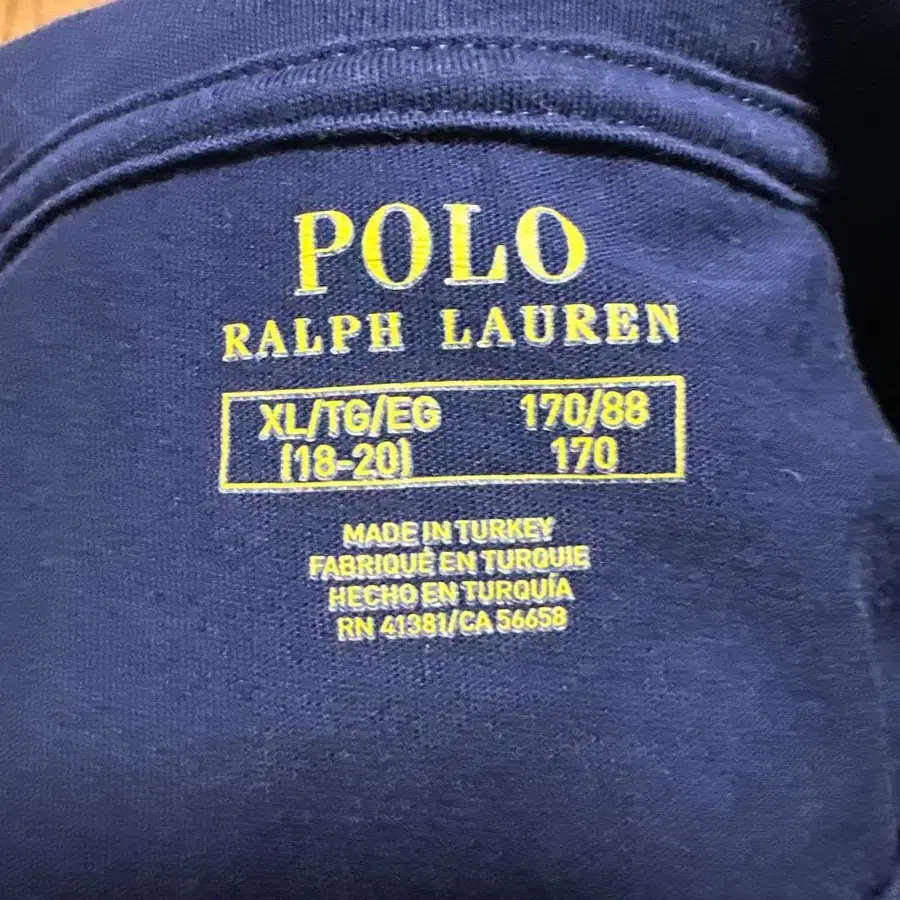 POLO
RALPH LAUREN
XL/TG/EG 170/88
(18-20) 170
MADE IN TURKEY
FABRIQUÉ EN TURQUIE
HECHO EN TURQUÍA
RN 41381/CA 56658